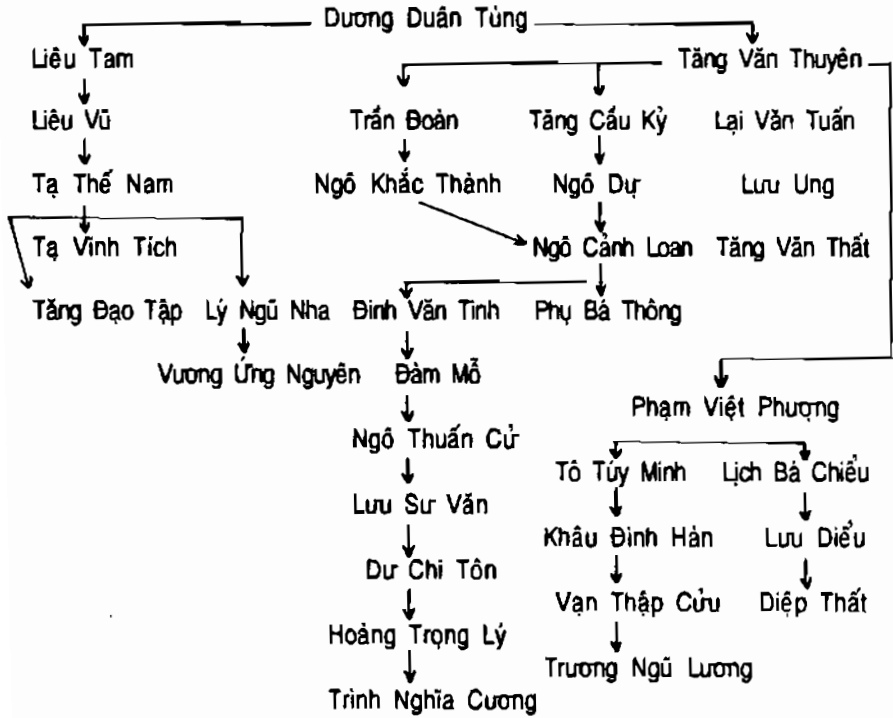 Dương Duân Tùng
Liêu Tam Tăng Văn Thuyên
Liêu Vũ Trần Đoàn Tăng Cầu Kỷ Lại Văn Tuấn
Tạ Thế Nam Ngô Khắc Thành Ngô Dự Lưu Ung
Tạ Vĩnh Tích Ngô Cảnh Loan Tăng Văn Thất
Tăng Đạo Tập Lý Ngũ Nha Đinh Văn Tinh Phụ Bá Thông
Vương Ứng Nguyên Đàm Mỗ
Phạm Việt Phượng
Ngô Thuấn Cử
Tô Túy Minh Lịch Bá Chiểu
Lưu Sư Văn
Khâu Đinh Hàn Lưu Diểu
Dư Chi Tôn
Vạn Thập Cửu Diệp Thất
Hoàng Trọng Lý
Trương Ngũ Lương
Trình Nghĩa Cương